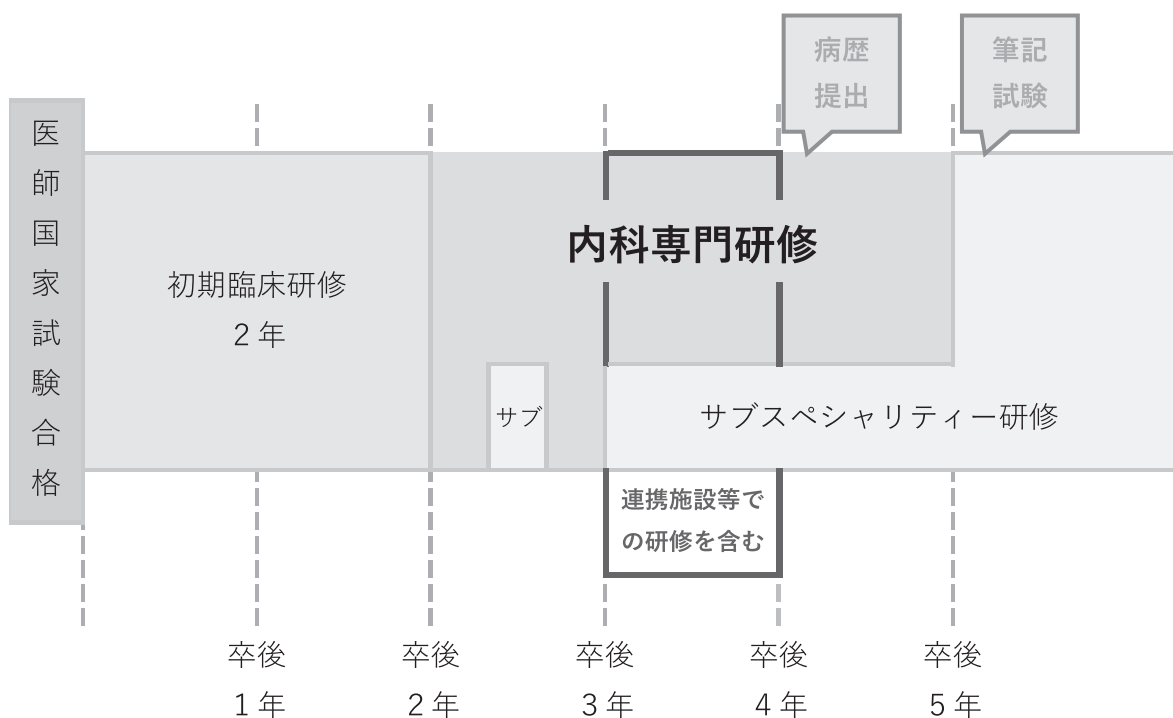 病歴
提出
筆記
試験
医師国家試験合格
内科専門研修
初期臨床研修
2年
サブ
サブスペシャリティー研修
連携施設等で
の研修を含む
卒後
1年
卒後
2年
卒後
3年
卒後
4年
卒後
5年